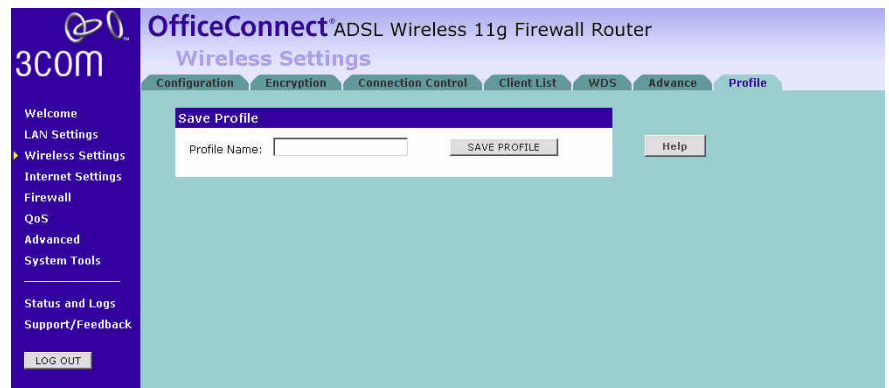 3COM
OfficeConnect® ADSL Wireless 11g Firewall Router
Wireless Settings
Configuration Encryption Connection Control Client List WDS Advance Profile
Welcome
LAN Settings
Wireless Settings
Internet Settings
Firewall
QoS
Advanced
System Tools
Status and Logs
Support/Feedback
LOG OUT
Save Profile
Profile Name: SAVE PROFILE
Help